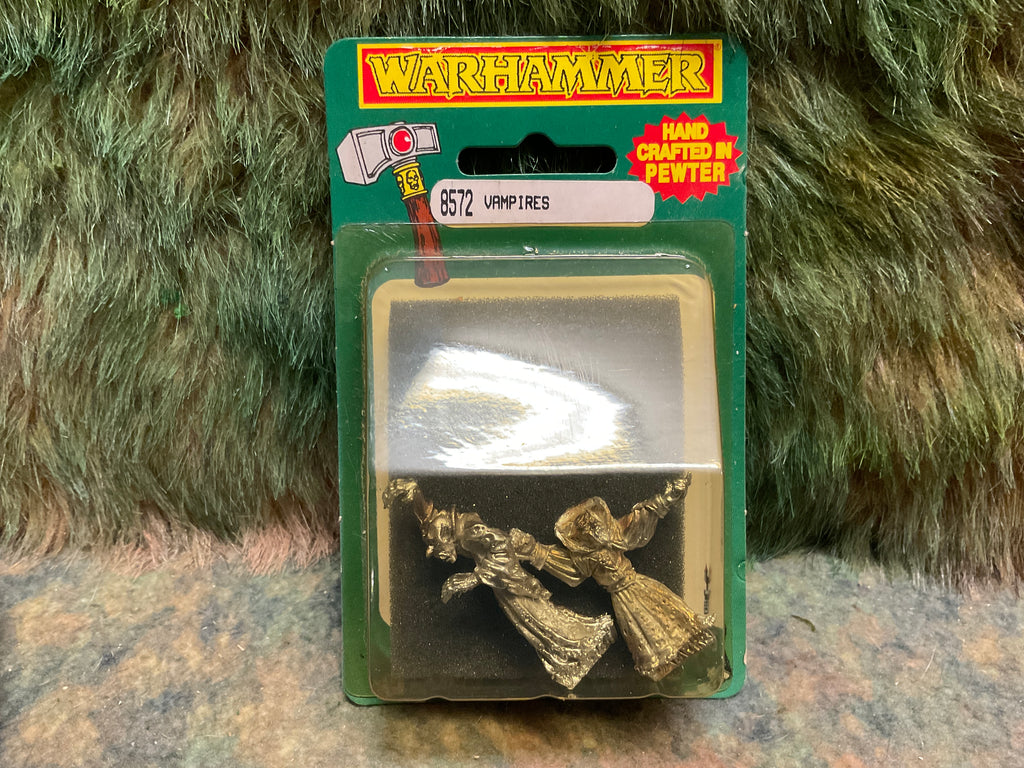 WARHAMMER®
HAND
CRAFTED IN
PEWTER
8572 VAMPIRES